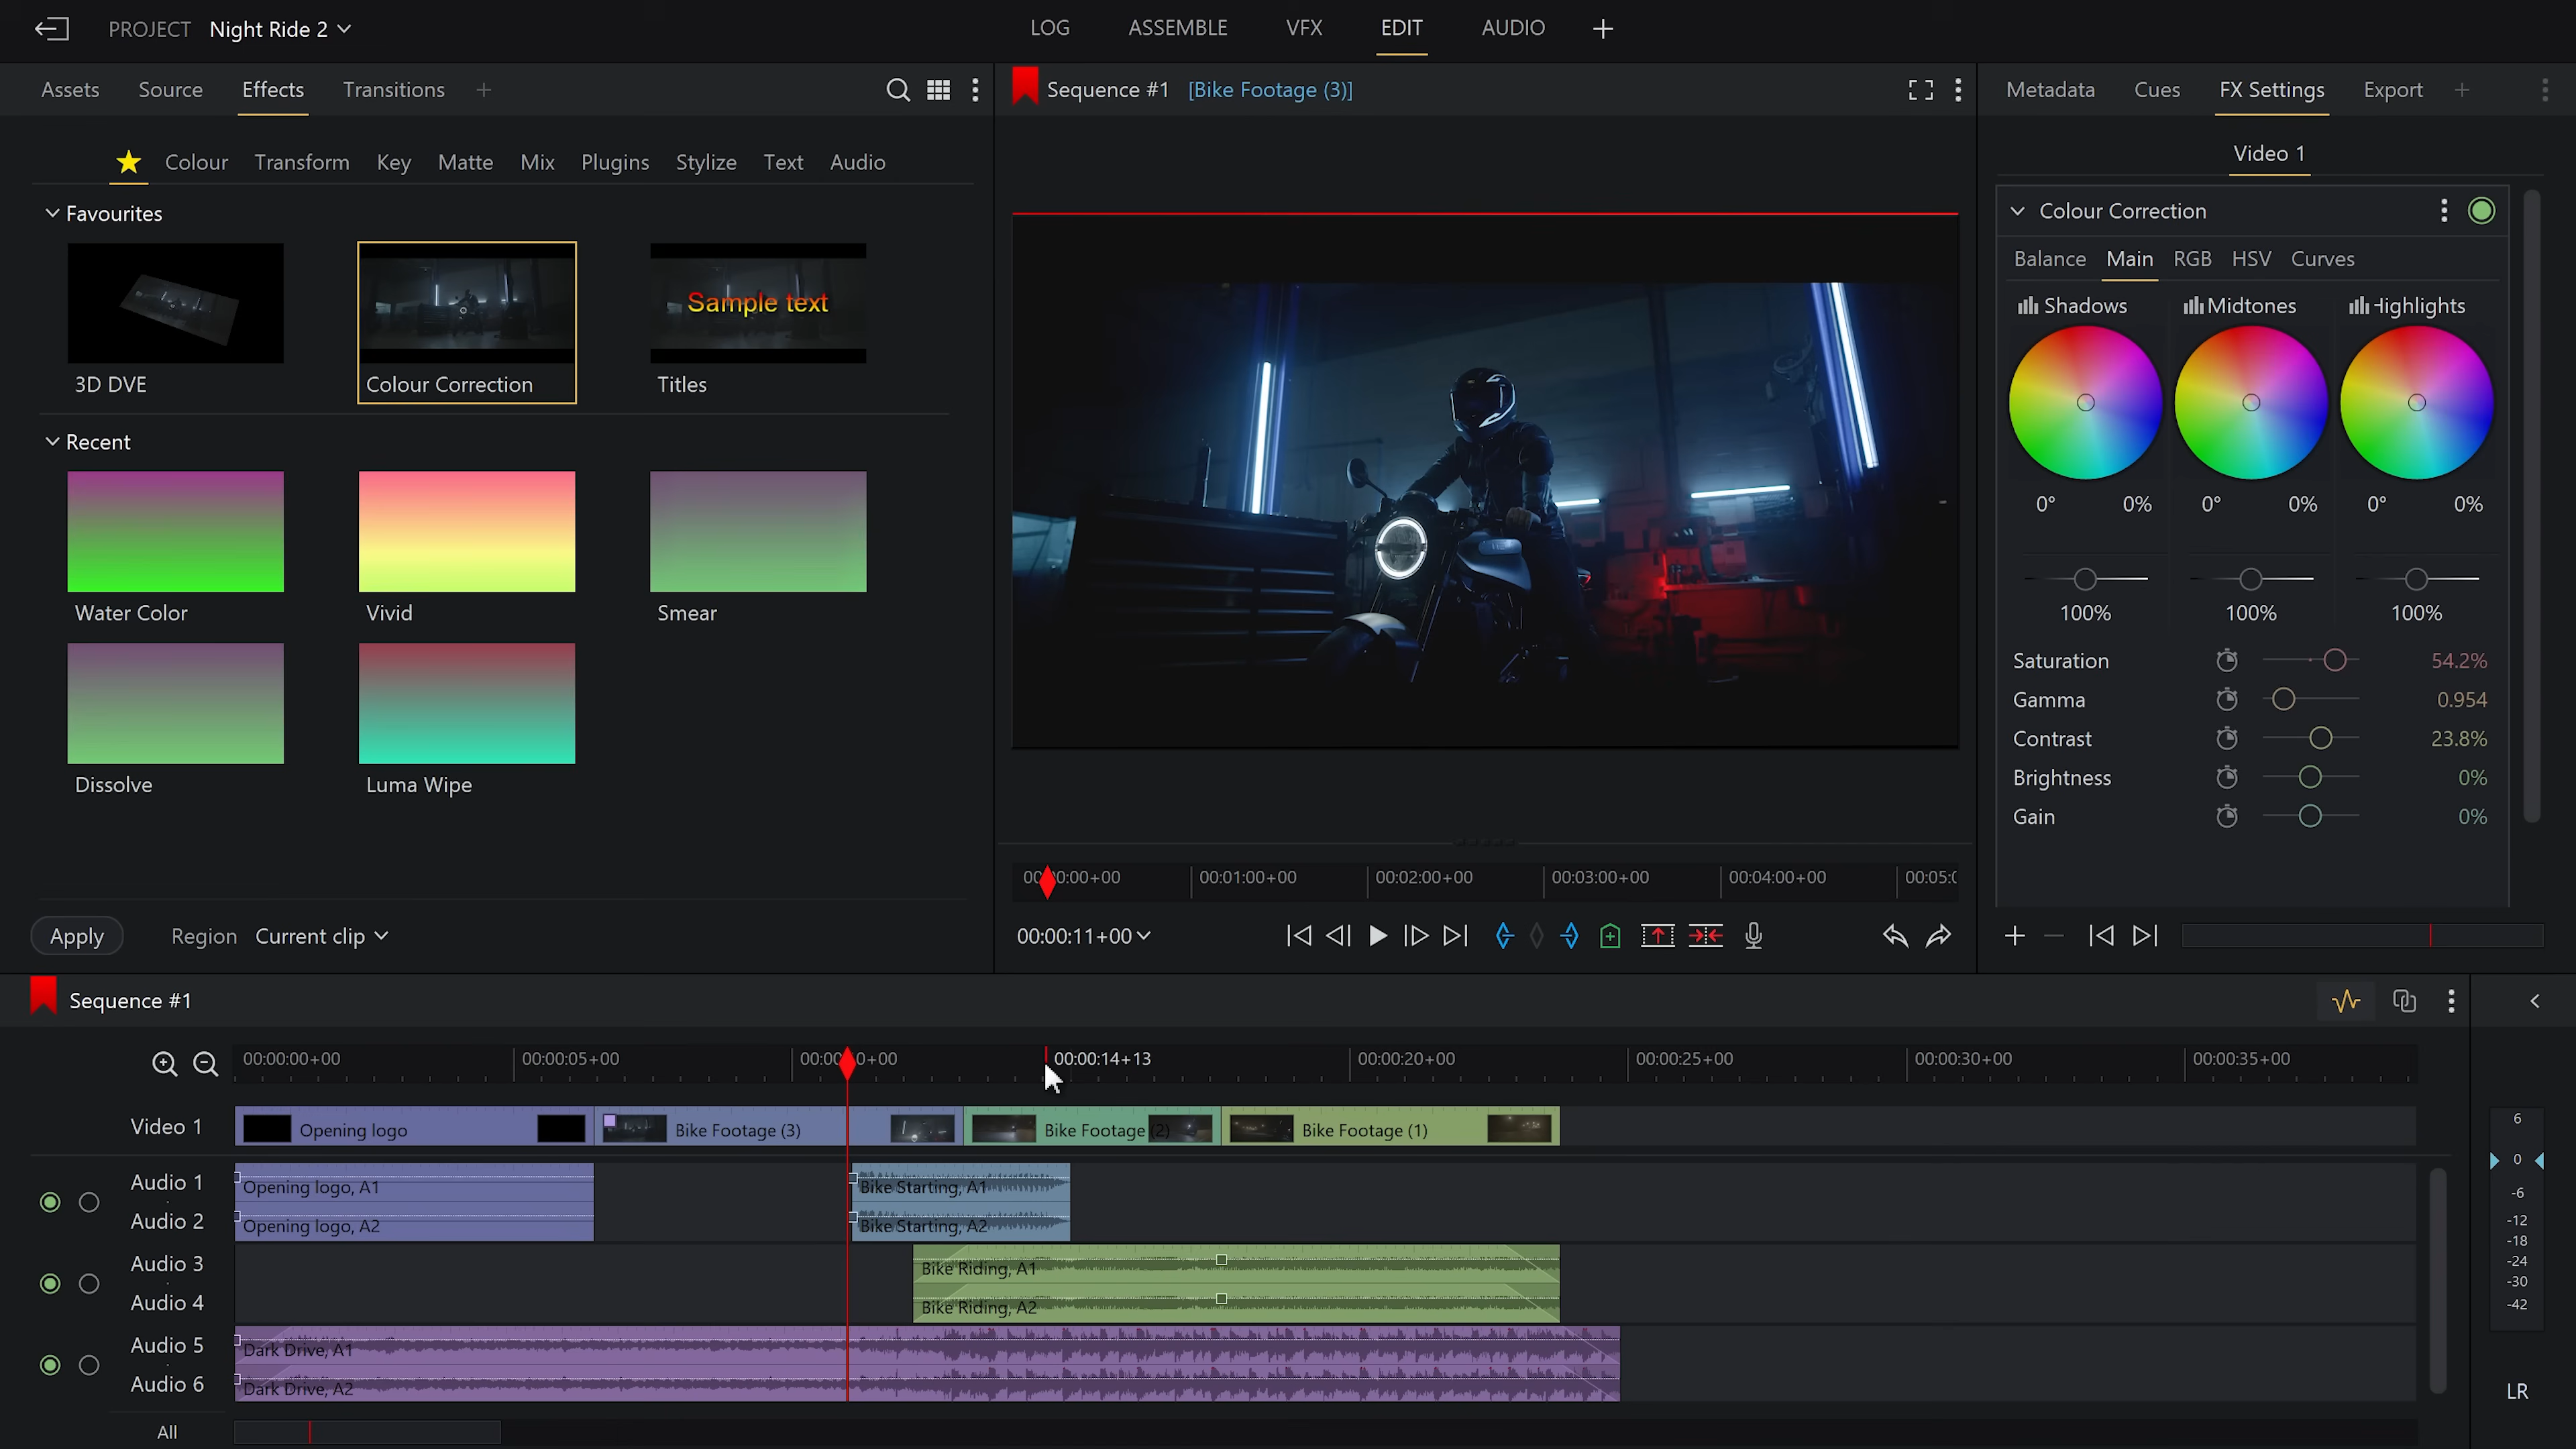 PROJECT Night Ride 2
LOG ASSEMBLE VFX EDIT AUDIO
Assets Source Effects Transitions
Sequence #1 [Bike Footage (3)]
Metadata Cues FX Settings Export
Colour Transform Key Matte Mix Plugins Stylize Text Audio
Favourites
Sample text
3D DVE Colour Correction Titles
Recent
Water Color Vivid Smear
Dissolve Luma Wipe
Apply Region Current clip
00:01:00+00 00:02:00+00 00:03:00+00 00:04:00+00
00:00:11+00
Video 1
Colour Correction
Balance Main RGB HSV Curves
Shadows Midtones
0° 0% 0° 0% 0° 0%
100% 100% 100%
Saturation 54.2%
Gamma 0.954
Contrast 23.8%
Brightness 0%
Gain 0%
Sequence #1
00:00:00+00 00:00:05+00 00:00:14+13 00:00:20+00 00:00:25+00 00:00:30+00 00:00:35+00
Video 1 Opening logo Bike Footage (3) Bike Footage (2) Bike Footage (1)
Audio 1 Opening logo, A1 Bike Starting, A1
Audio 2 Opening logo, A2 Bike Starting, A2
Audio 3 Bike Riding, A1
Audio 4 Bike Riding, A2
Audio 5 Dark Drive, A1
Audio 6 Dark Drive, A2
All
6
0
-6
-12
-18
-24
-30
-42
LR